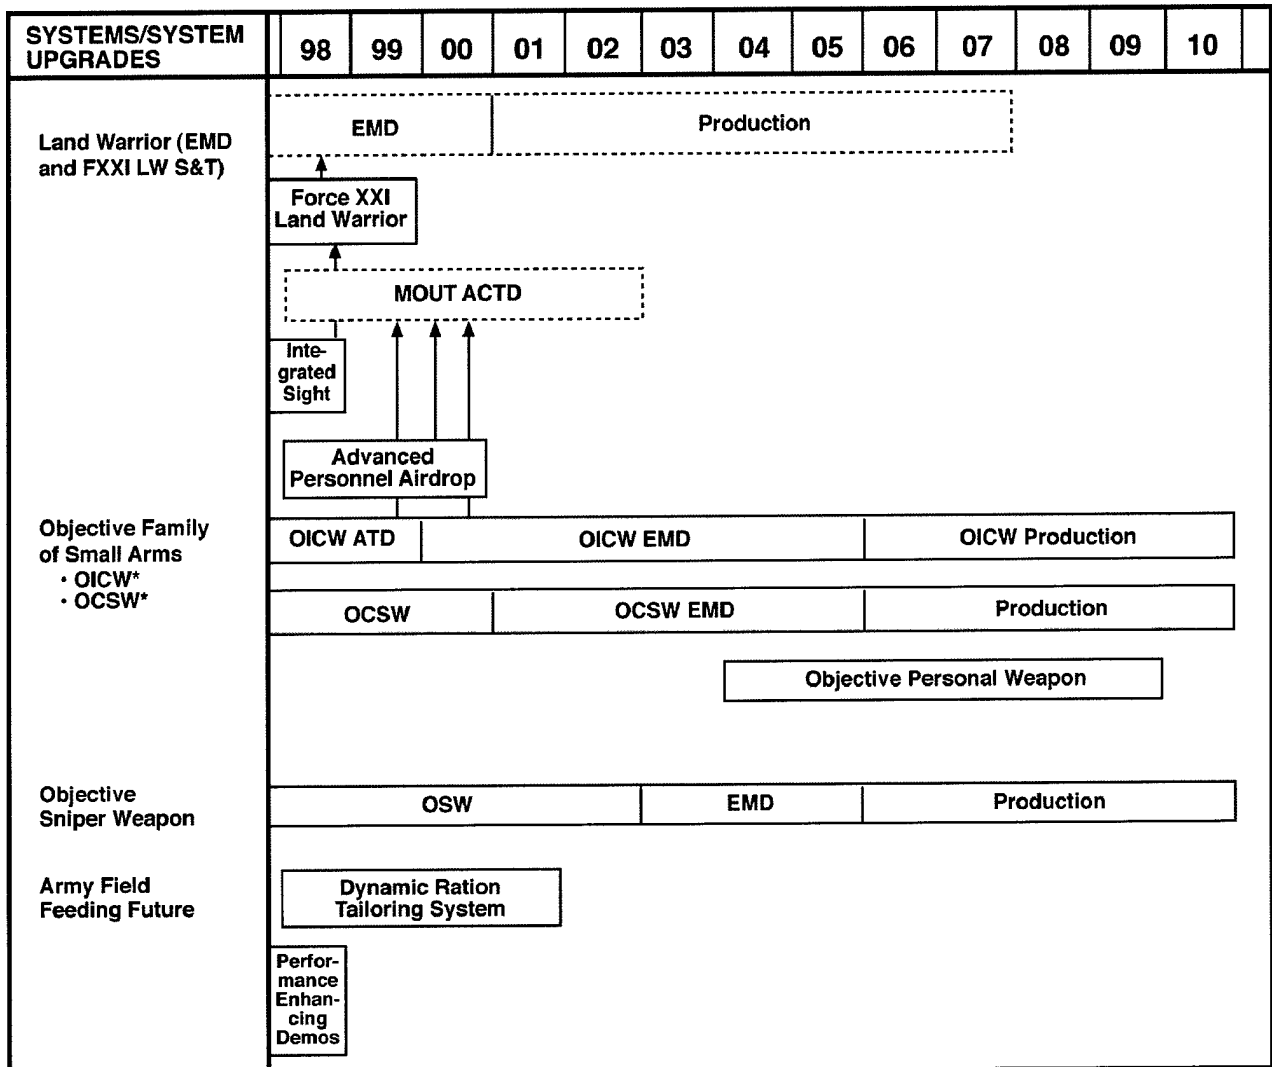 SYSTEMS/SYSTEM
UPGRADES
98 99 00 01 02 03 04 05 06 07 08 09 10
Land Warrior (EMD
and FXXI LW S&T)
EMD
Production
Force XXI
Land Warrior
MOUT ACTD
Inte-
grated
Sight
Advanced
Personnel Airdrop
Objective Family
of Small Arms
• OICW*
• OCSW*
OICW ATD
OICW EMD
OICW Production
OCSW
OCSW EMD
Production
Objective Personal Weapon
Objective
Sniper Weapon
OSW
EMD
Production
Army Field
Feeding Future
Dynamic Ration
Tailoring System
Perfor-
mance
Enhan-
cing
Demos